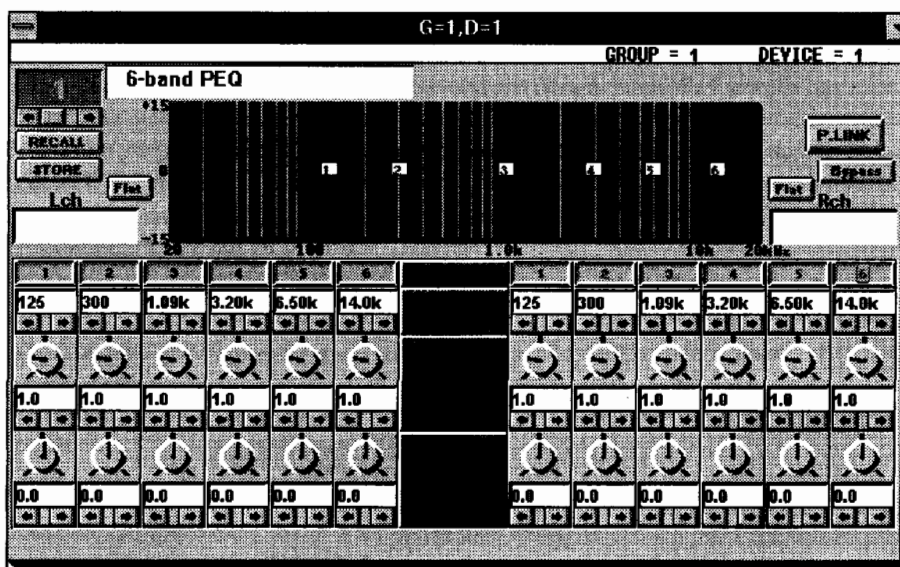 G=1,D=1
GROUP = 1 DEVICE = 1
1
6-band PEQ
+15
RECALL
P.LINK
STORE
0
1 2 3 4 5 6
Bypass
Flat
Flat
Lch
Rch
-15
20 100 1.0k 10k 20kHz
1 2 3 4 5 6 1 2 3 4 5 6
125 300 1.09k 3.20k 6.50k 14.0k 125 300 1.09k 3.20k 6.50k 14.0k
1.0 1.0 1.0 1.0 1.0 1.0 1.0 1.0 1.0 1.0 1.0 1.0
0.0 0.0 0.0 0.0 0.0 0.0 0.0 0.0 0.0 0.0 0.0 0.0